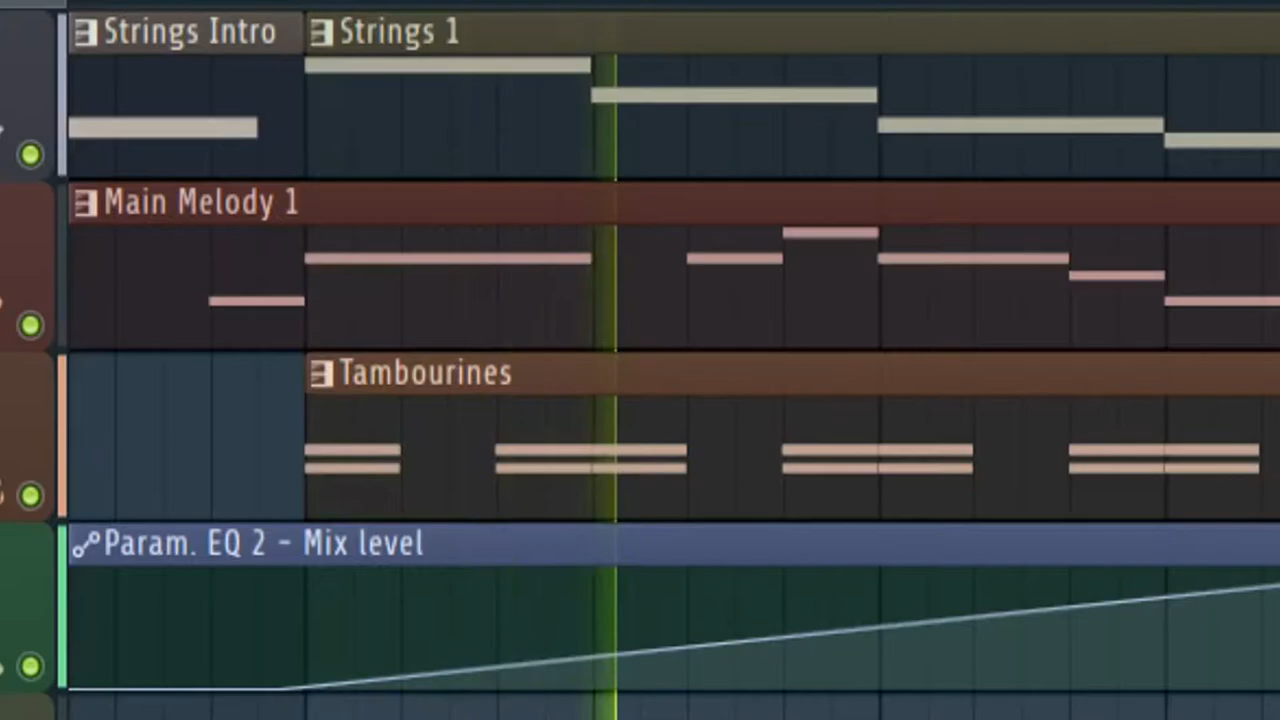 Strings Intro
Strings 1
Main Melody 1
Tambourines
Param. EQ 2 - Mix level